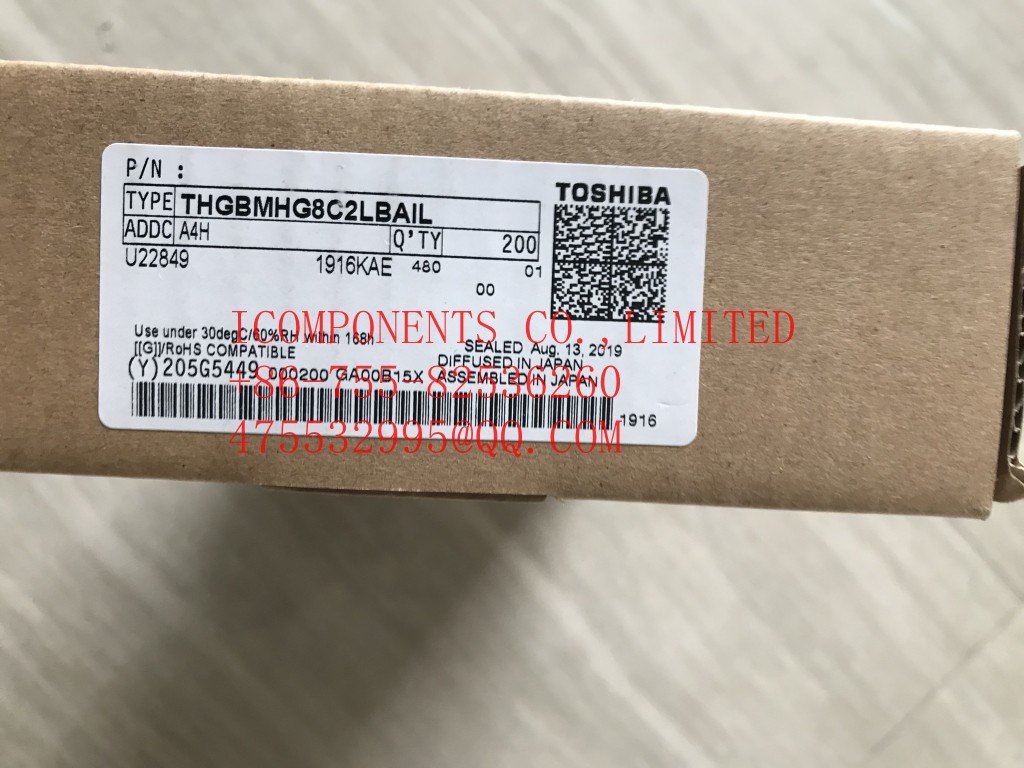 P/N :
TOSHIBA
TYPE THGBMHG8C2LBAIL
ADDC A4H Q'TY 200
U22849 1916KAE 480 01
00
ICOMPONENTS CO.,LIMITED
Use under 30degC/60%RH within 168h
[[G]]/RoHS COMPATIBLE
SEALED Aug. 13, 2019
DIFFUSED IN JAPAN
(Y)205G5449 000200 GA00B15X ASSEMBLED IN JAPAN
+86-755-82536260
1916
475532995@QQ.COM